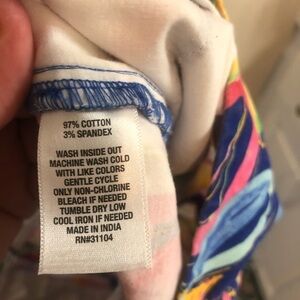 97% COTTON
3% SPANDEX
WASH INSIDE OUT
MACHINE WASH COLD
WITH LIKE COLORS
GENTLE CYCLE
ONLY NON-CHLORINE
BLEACH IF NEEDED
TUMBLE DRY LOW
COOL IRON IF NEEDED
MADE IN INDIA
RN#31104